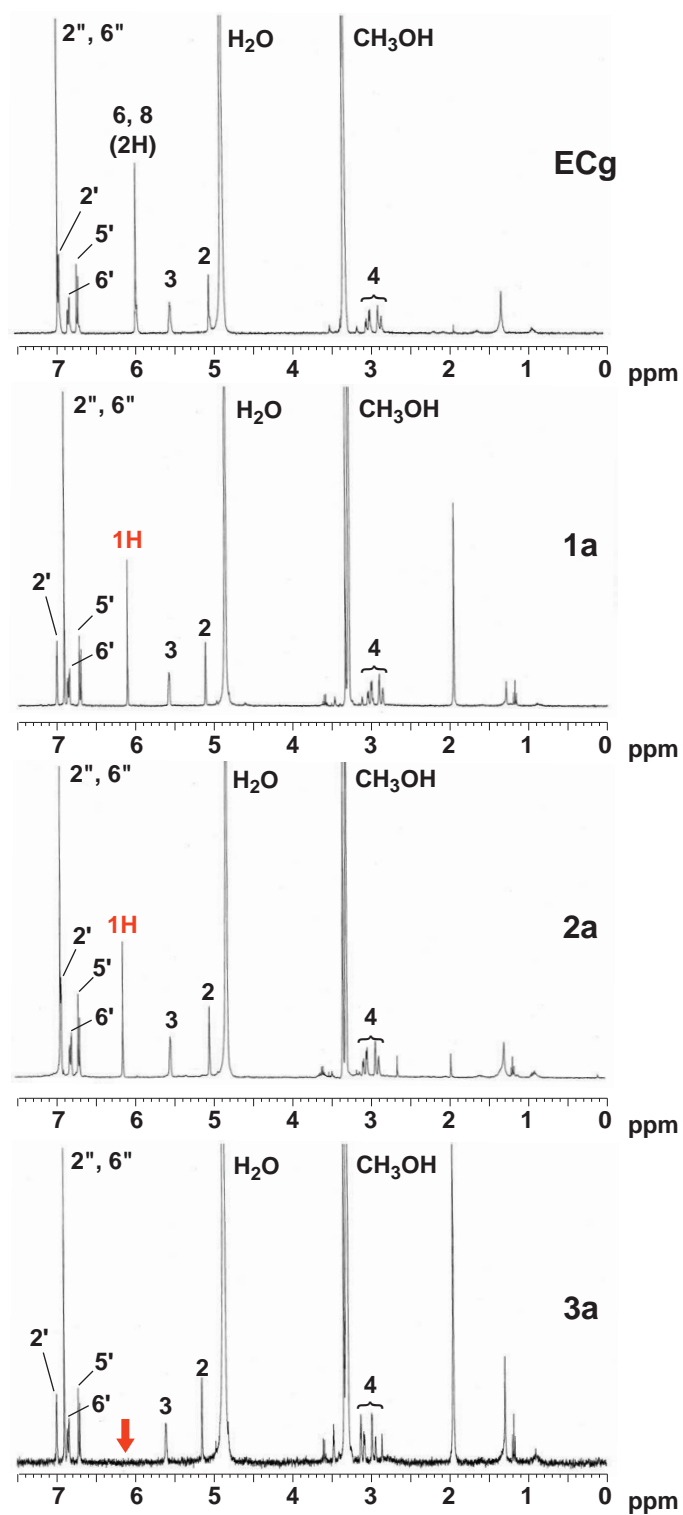 2", 6"
H₂O
CH₃OH
6, 8
(2H)
ECg
2'
5'
6'
3
2
4
7 6 5 4 3 2 1 0 ppm
2", 6"
H₂O
CH₃OH
1H
1a
2'
5'
6'
3
2
4
7 6 5 4 3 2 1 0 ppm
2", 6"
H₂O
CH₃OH
1H
2a
2'
5'
6'
3
2
4
7 6 5 4 3 2 1 0 ppm
2", 6"
H₂O
CH₃OH
3a
2'
5'
6'
3
2
4
7 6 5 4 3 2 1 0 ppm